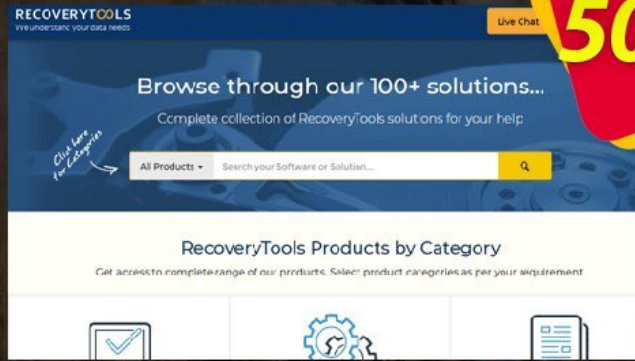 RECOVERYTOOLS
We understand your data needs
Live Chat
50
Browse through our 100+ solutions...
Complete collection of RecoveryTools solutions for your help
Click here
for Categories
All Products
Search your Software or Solution...
RecoveryTools Products by Category
Get access to complete range of our products. Select product categories as per your requirement